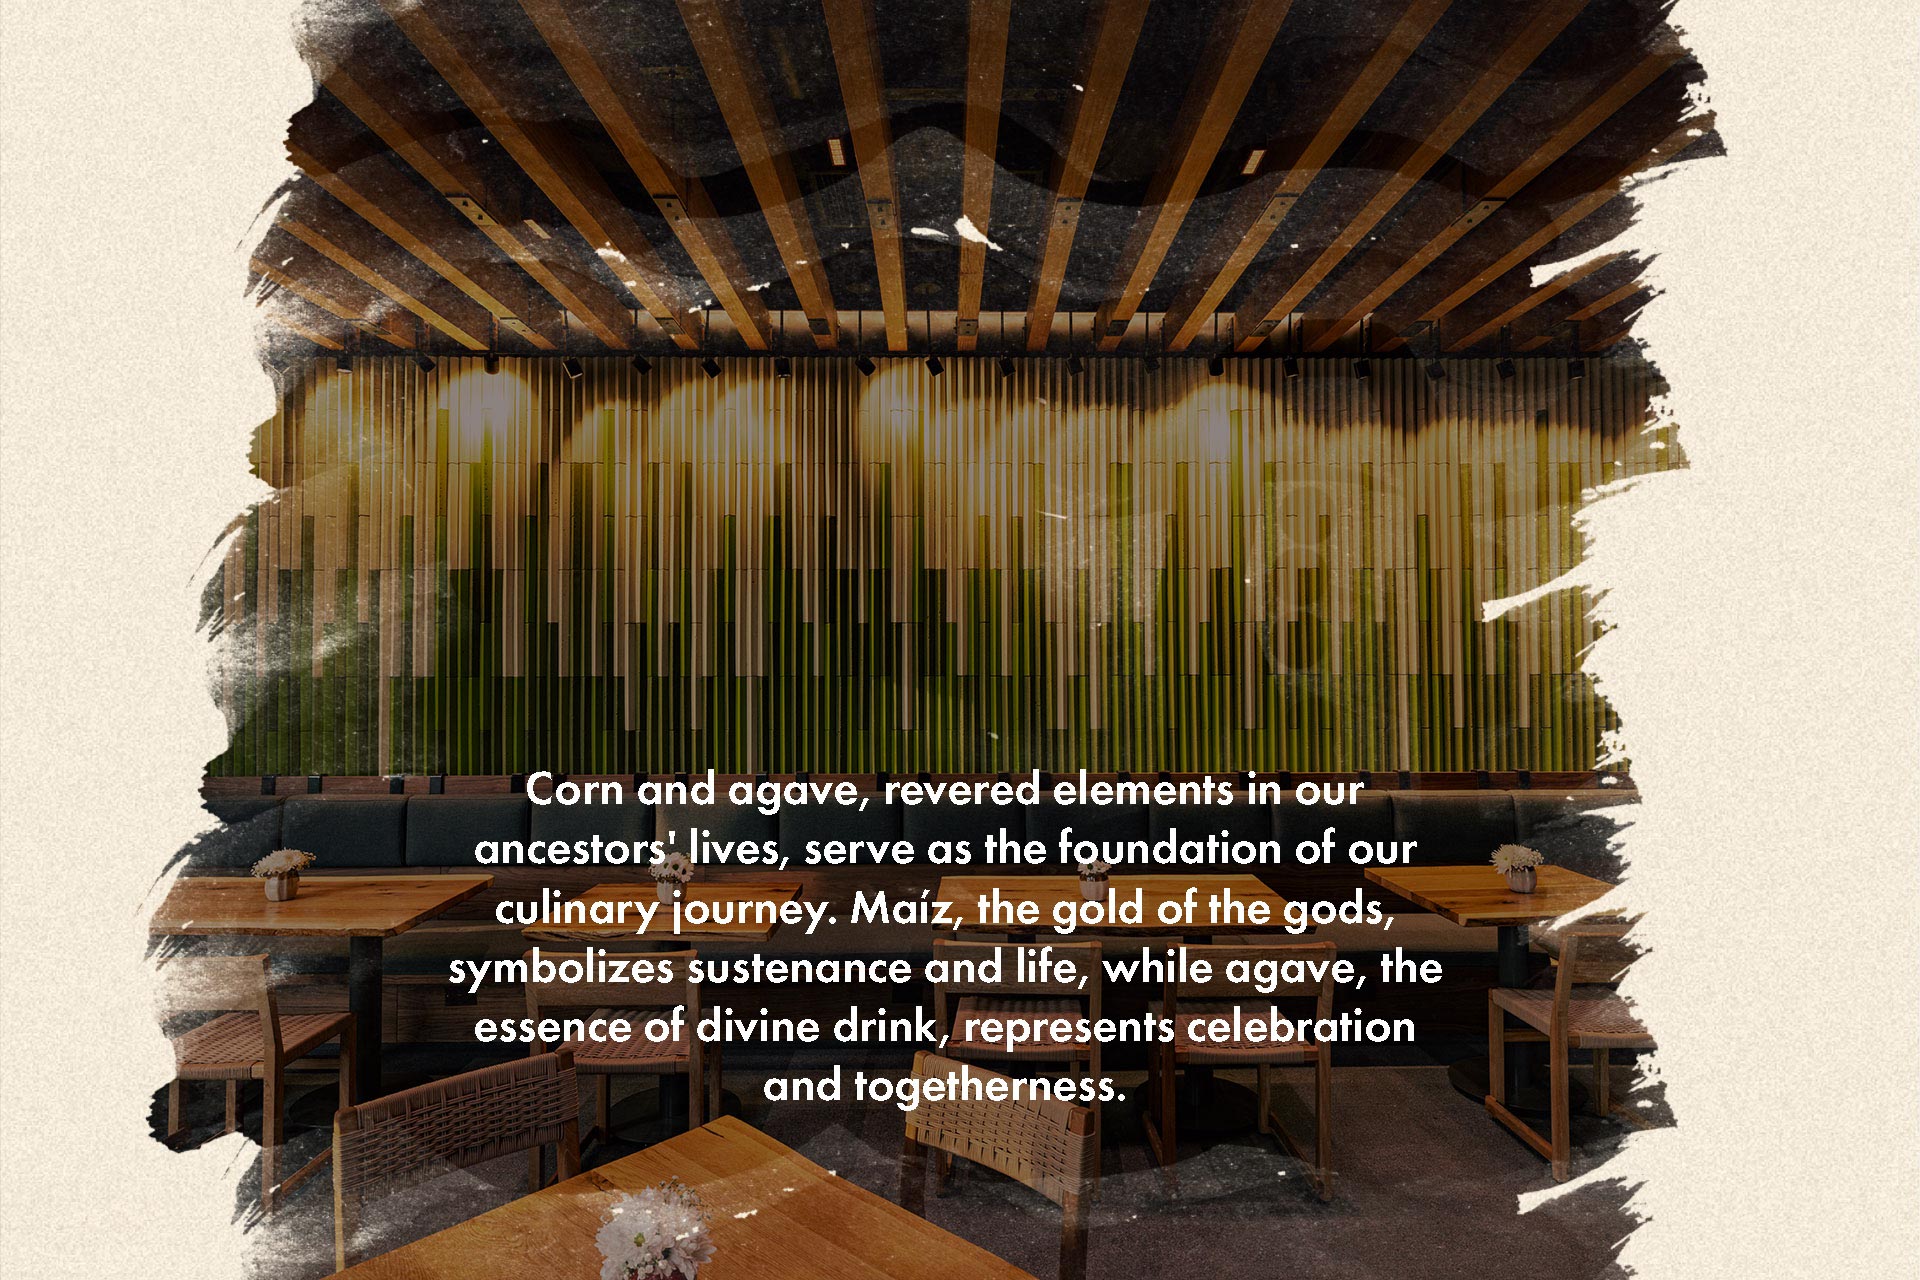 Corn and agave, revered elements in our
ancestors' lives, serve as the foundation of our
culinary journey. Maíz, the gold of the gods,
symbolizes sustenance and life, while agave, the
essence of divine drink, represents celebration
and togetherness.